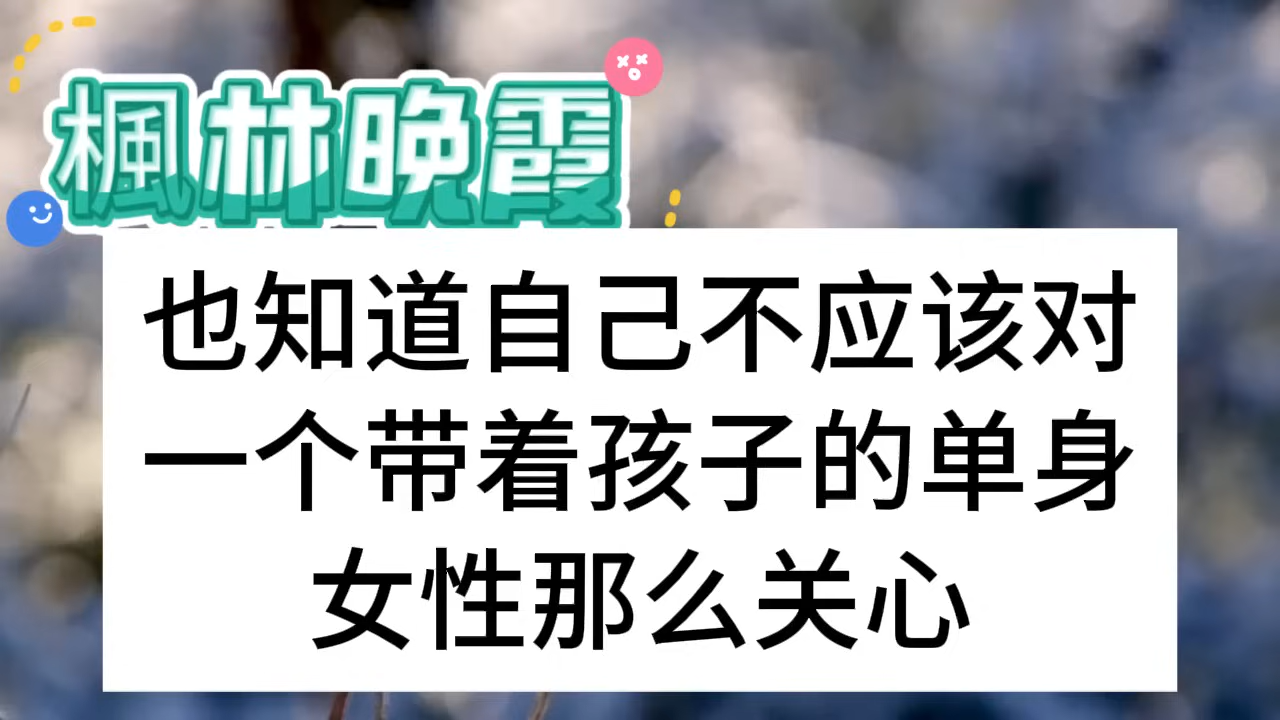 楓林晚霞
也知道自己不应该对
一个带着孩子的单身
女性那么关心